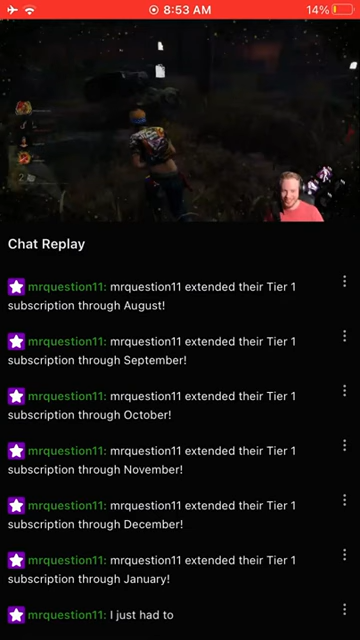 8:53 AM
14%
Chat Replay
mrquestion11: mrquestion11 extended their Tier 1
subscription through August!
mrquestion11: mrquestion11 extended their Tier 1
subscription through September!
mrquestion11: mrquestion11 extended their Tier 1
subscription through October!
mrquestion11: mrquestion11 extended their Tier 1
subscription through November!
mrquestion11: mrquestion11 extended their Tier 1
subscription through December!
mrquestion11: mrquestion11 extended their Tier 1
subscription through January!
mrquestion11: I just had to